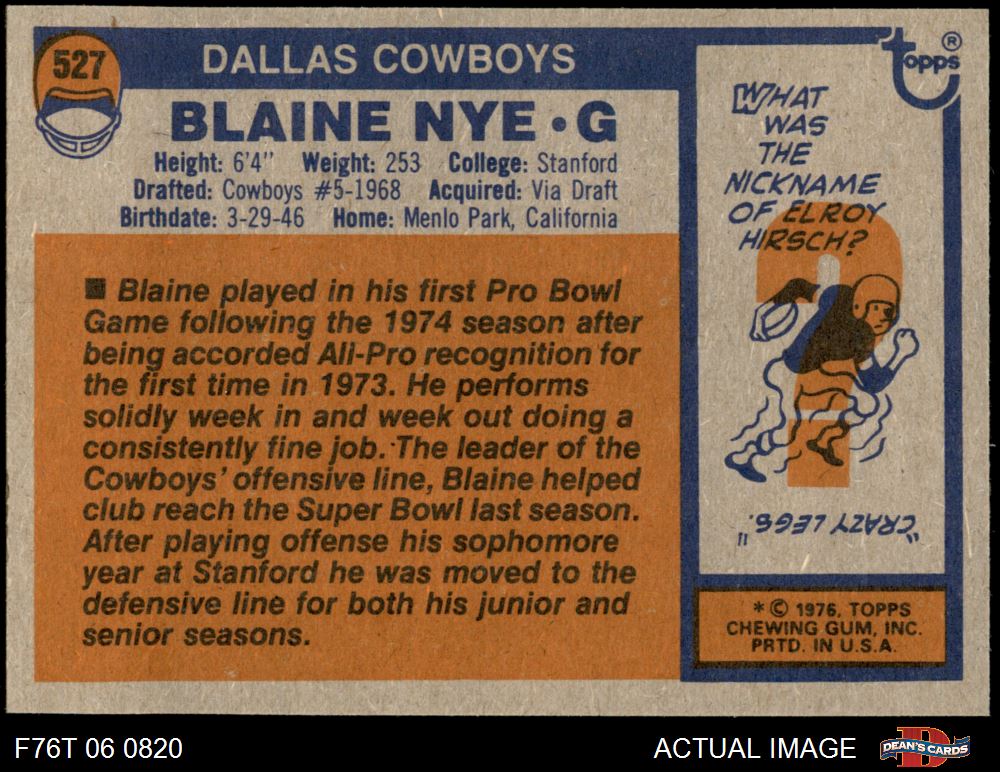 527
DALLAS COWBOYS
BLAINE NYE • G
Height: 6'4" Weight: 253 College: Stanford
Drafted: Cowboys #5-1968 Acquired: Via Draft
Birthdate: 3-29-46 Home: Menlo Park, California
■ Blaine played in his first Pro Bowl
Game following the 1974 season after
being accorded All-Pro recognition for
the first time in 1973. He performs
solidly week in and week out doing a
consistently fine job. The leader of the
Cowboys' offensive line, Blaine helped
club reach the Super Bowl last season.
After playing offense his sophomore
year at Stanford he was moved to the
defensive line for both his junior and
senior seasons.
Topps ®
WHAT
WAS
THE
NICKNAME
OF ELROY
HIRSCH?
"CRAZY LEGS."
* © 1976, TOPPS
CHEWING GUM, INC.
PRTD. IN U.S.A.
F76T 06 0820
ACTUAL IMAGE
D
DEAN'S CARDS